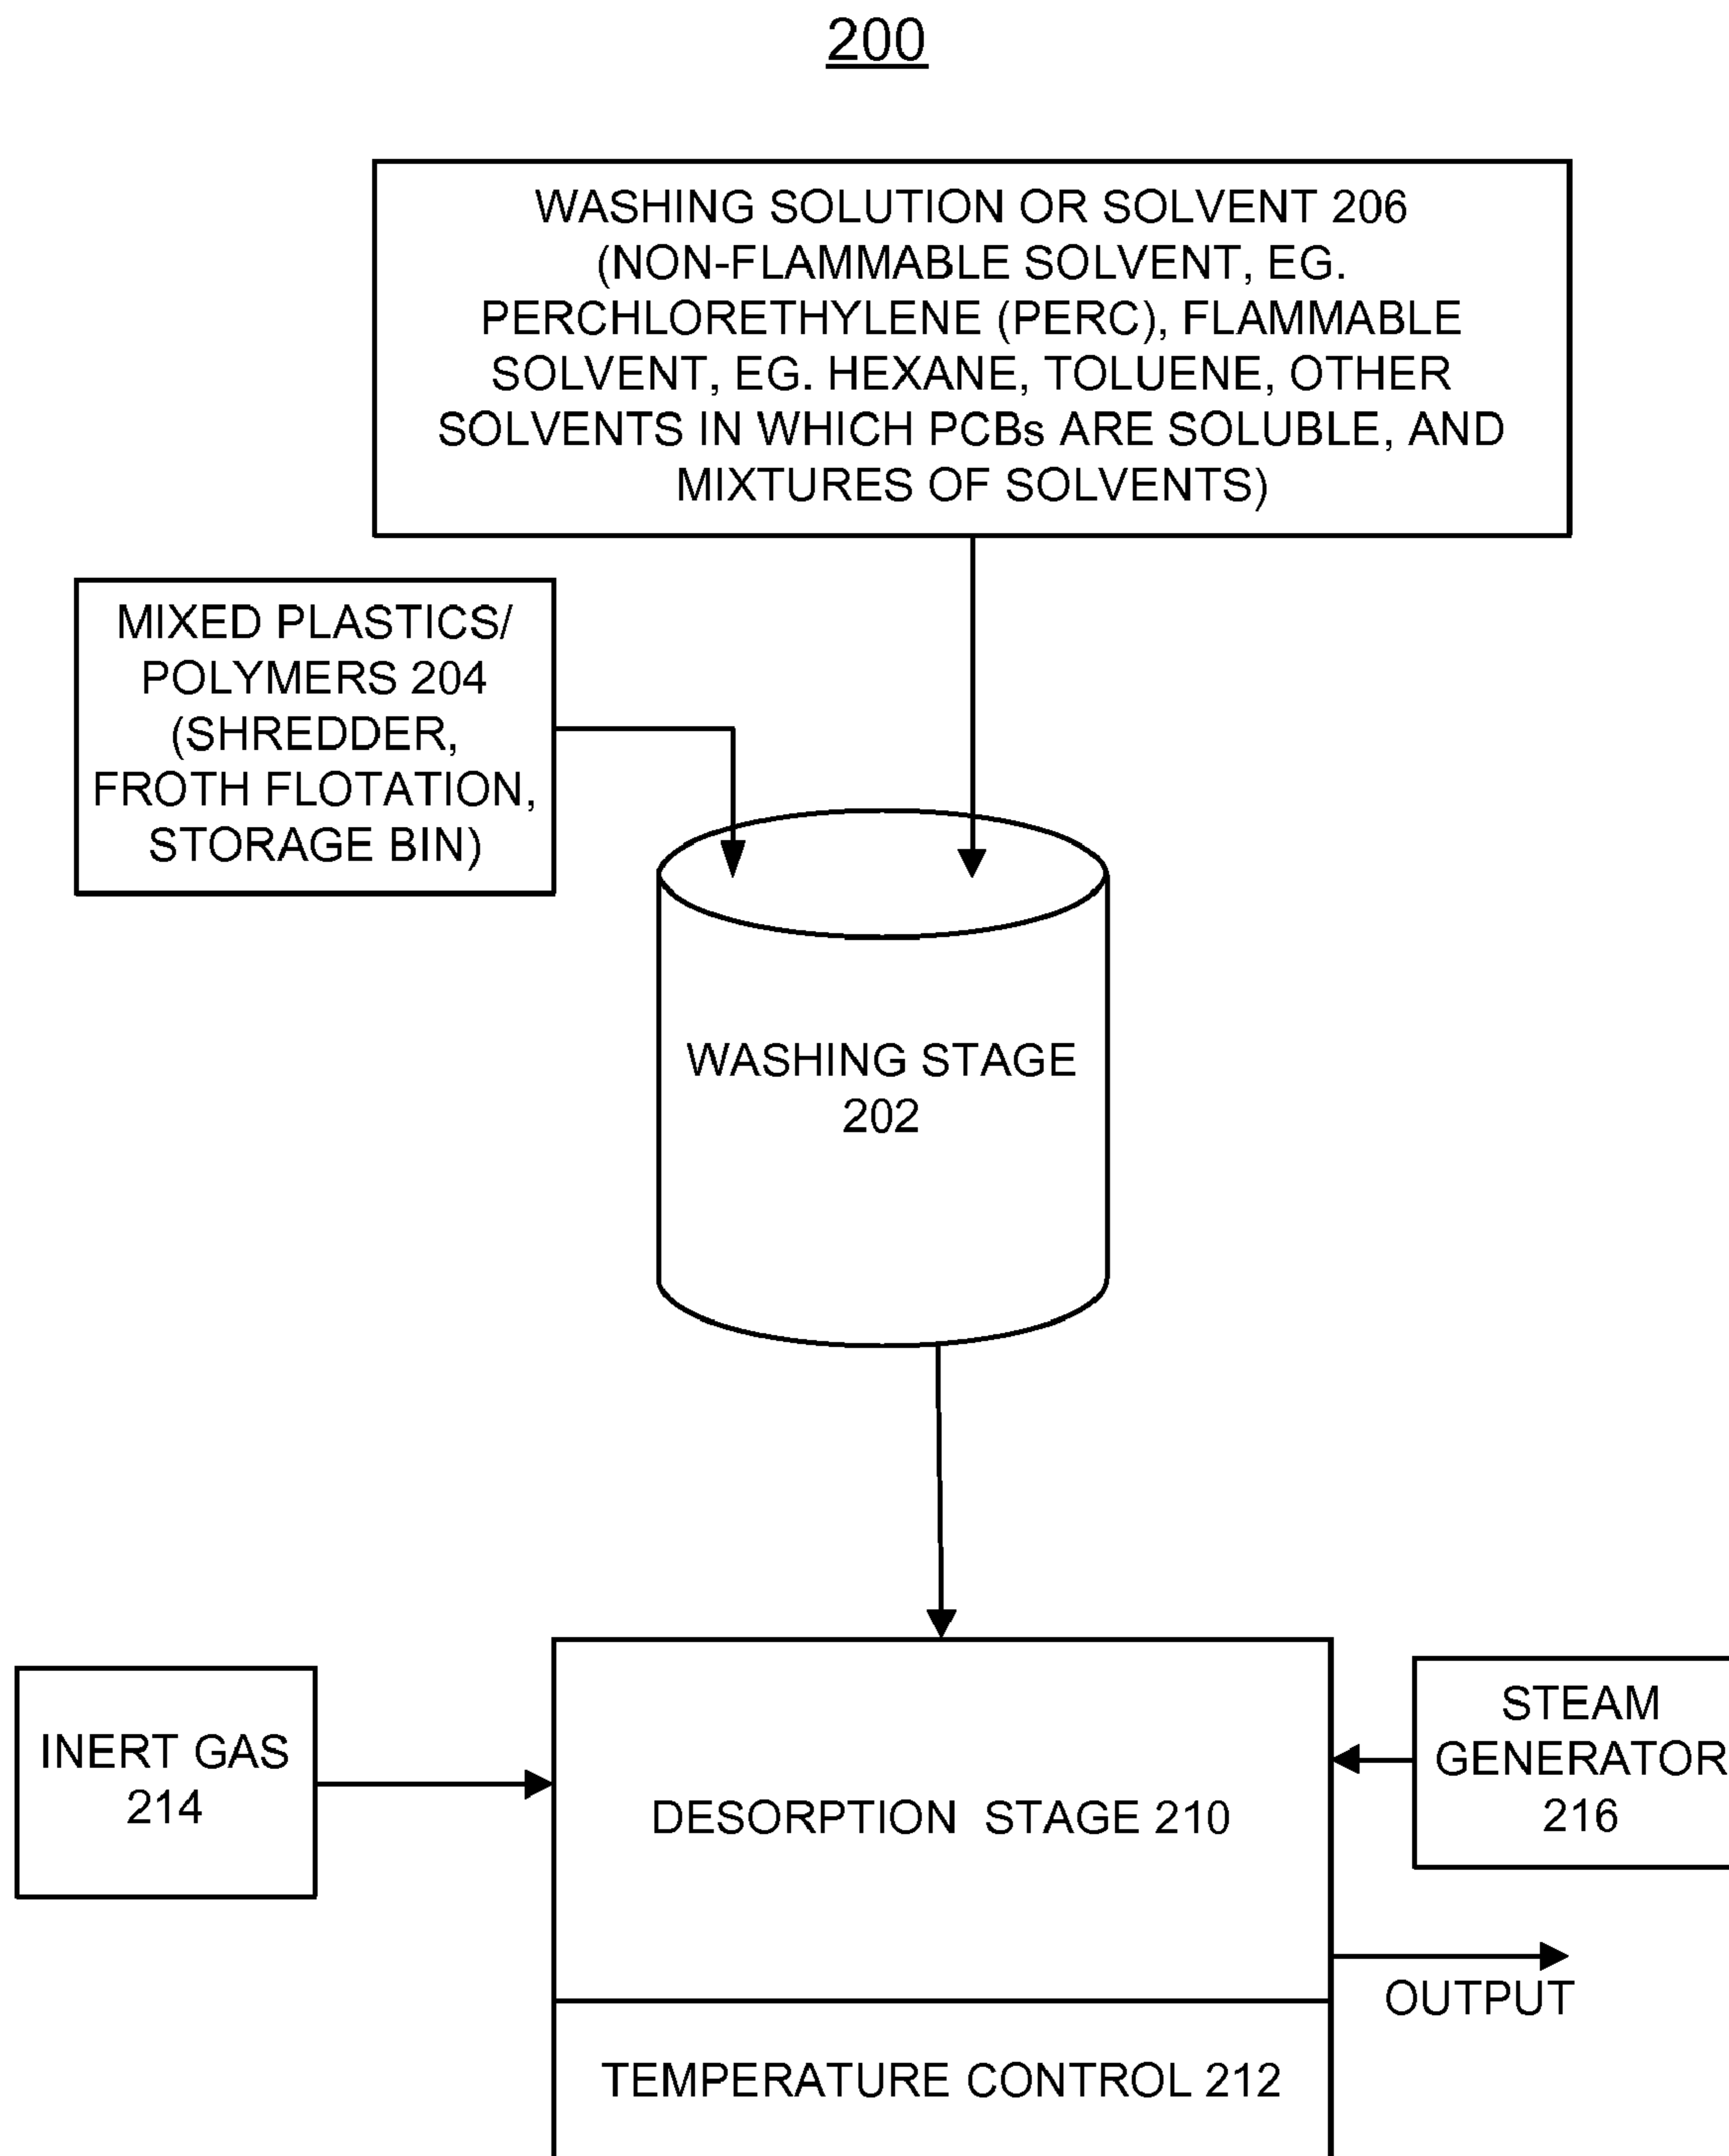 200
WASHING SOLUTION OR SOLVENT 206
(NON-FLAMMABLE SOLVENT, EG.
PERCHLORETHYLENE (PERC), FLAMMABLE
SOLVENT, EG. HEXANE, TOLUENE, OTHER
SOLVENTS IN WHICH PCBs ARE SOLUBLE, AND
MIXTURES OF SOLVENTS)
MIXED PLASTICS/
POLYMERS 204
(SHREDDER,
FROTH FLOTATION,
STORAGE BIN)
WASHING STAGE
202
INERT GAS
214
DESORPTION STAGE 210
STEAM
GENERATOR
216
OUTPUT
TEMPERATURE CONTROL 212